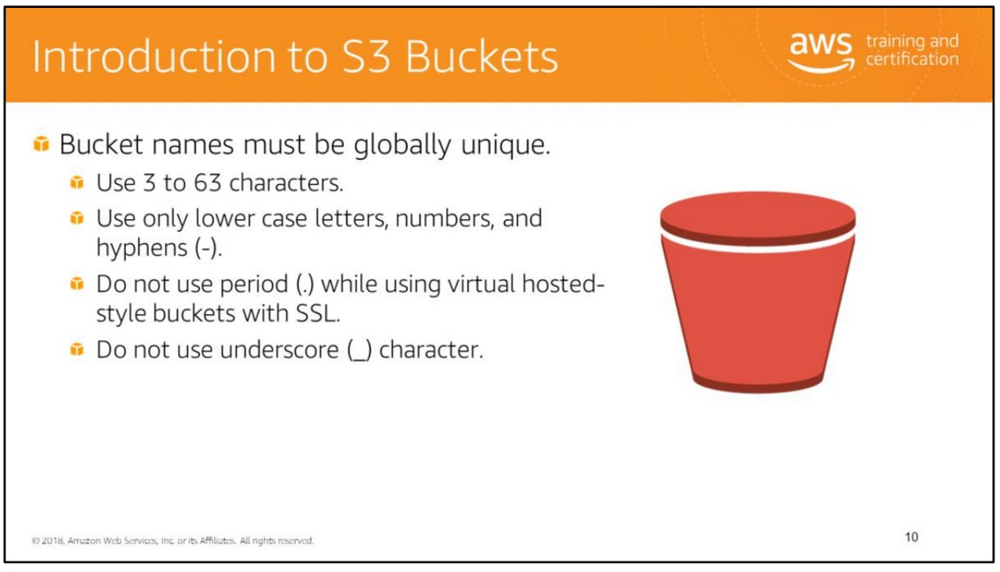 Introduction to S3 Buckets
aws training and
certification
Bucket names must be globally unique.
Use 3 to 63 characters.
Use only lower case letters, numbers, and
hyphens (-).
Do not use period (.) while using virtual hosted-
style buckets with SSL.
Do not use underscore (_) character.
© 2018, Amazon Web Services, Inc. or its Affiliates. All rights reserved.
10